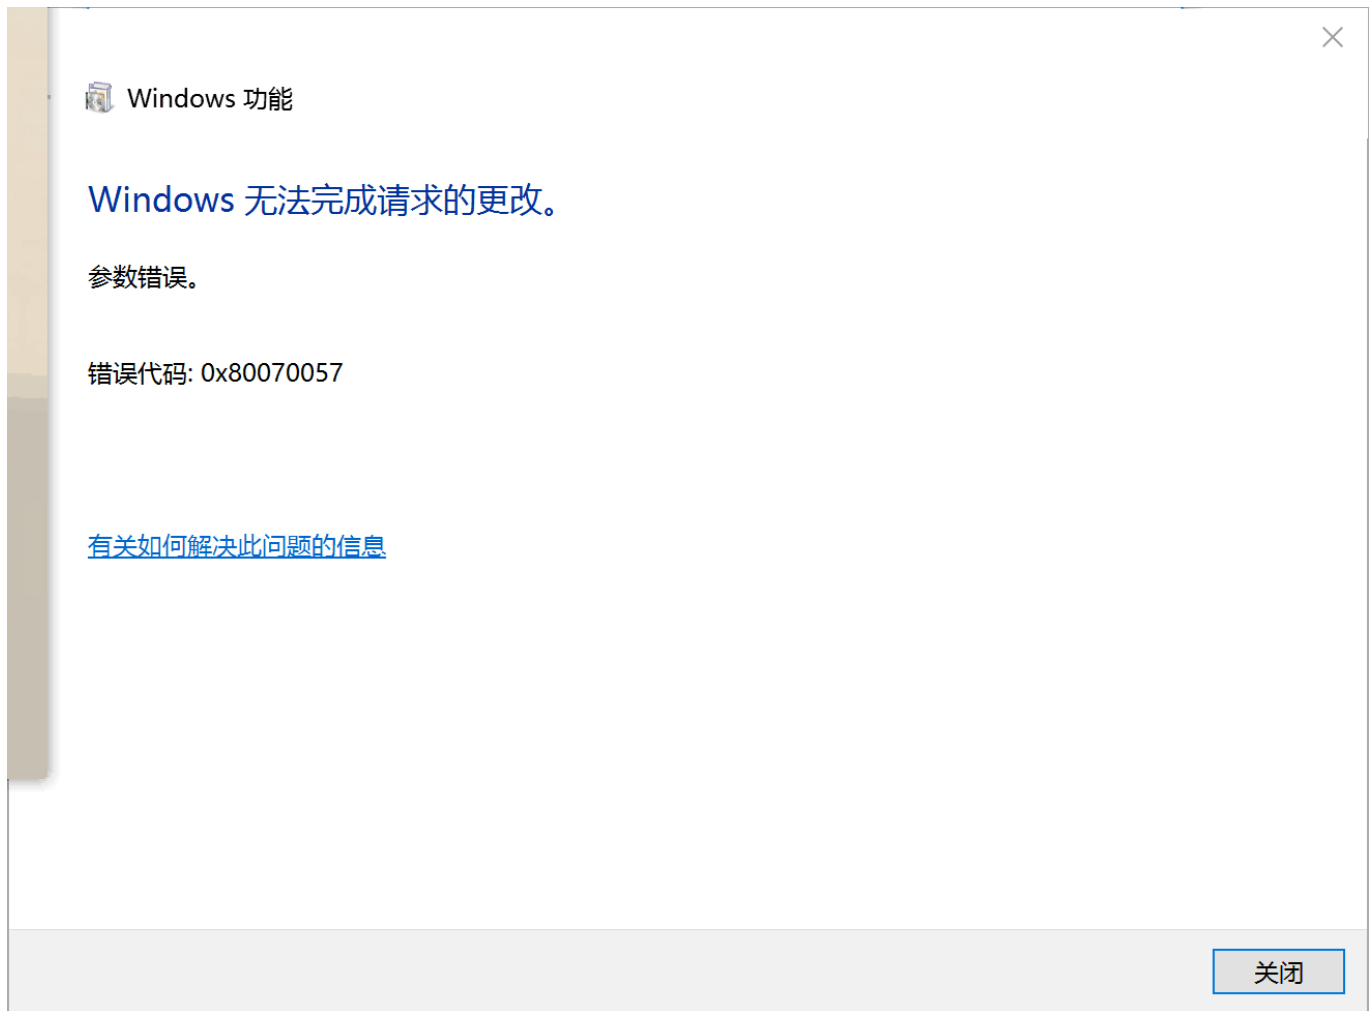 Windows 功能
Windows 无法完成请求的更改。
参数错误。
错误代码: 0x80070057
有关如何解决此问题的信息
关闭